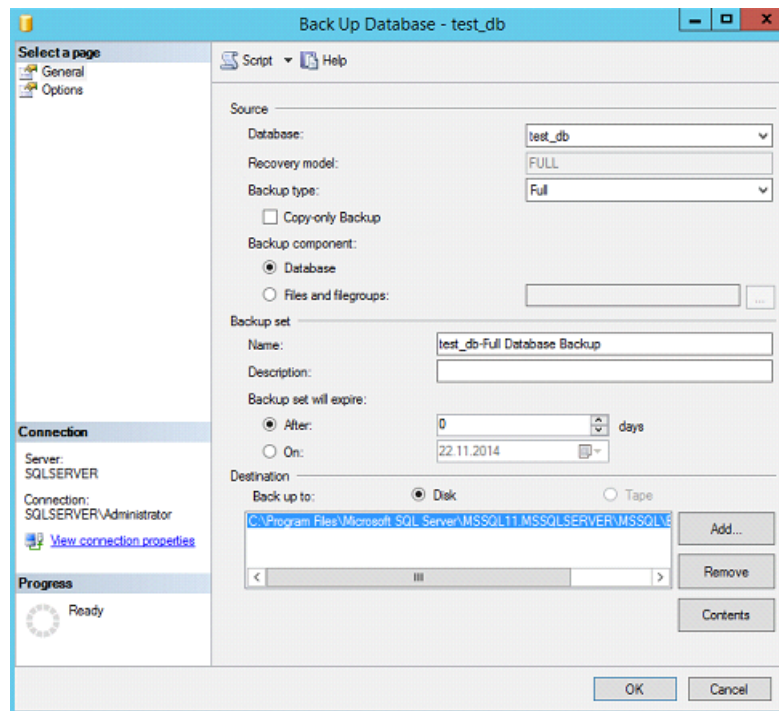 Back Up Database - test_db
Select a page
General
Options
Script Help
Source
Database: test_db
Recovery model: FULL
Backup type: Full
Copy-only Backup
Backup component:
Database
Files and filegroups: ...
Backup set
Name: test_db-Full Database Backup
Description:
Backup set will expire:
After: 0 days
On: 22.11.2014
Destination
Back up to: Disk Tape
C:\Program Files\Microsoft SQL Server\MSSQL11.MSSQLSERVER\MSSQL\
Add...
Remove
Contents
Connection
Server:
SQLSERVER
Connection:
SQLSERVER\Administrator
View connection properties
Progress
Ready
OK Cancel